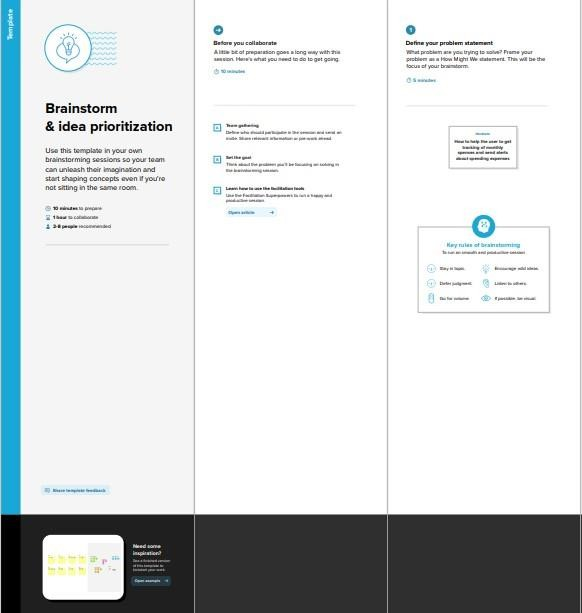 Template
Brainstorm
& idea prioritization
Use this template in your own
brainstorming sessions so your team
can unleash their imagination and
start shaping concepts even if you're
not sitting in the same room.
10 minutes to prepare
1 hour to collaborate
2-8 people recommended
Share template feedback
Need some
inspiration?
See a finished version
of this template to
kickstart your work.
Open example
Before you collaborate
A little bit of preparation goes a long way with this
session. Here's what you need to do to get going.
10 minutes
A
Team gathering
Define who should participate in the session and send an
invite. Share relevant information or pre-work ahead.
B
Set the goal
Think about the problem you'll be focusing on solving in
the brainstorming session.
C
Learn how to use the facilitation tools
Use the Facilitation Superpowers to run a happy and
productive session.
Open article
1
Define your problem statement
What problem are you trying to solve? Frame your
problem as a How Might We statement. This will be the
focus of your brainstorm.
5 minutes
PROBLEM
How to help the user to get
tracking of monthly
spenses and send alerts
about spending expenses
Key rules of brainstorming
To run an smooth and productive session
Stay in topic.
Encourage wild ideas.
Defer judgment.
Listen to others.
Go for volume.
If possible, be visual.